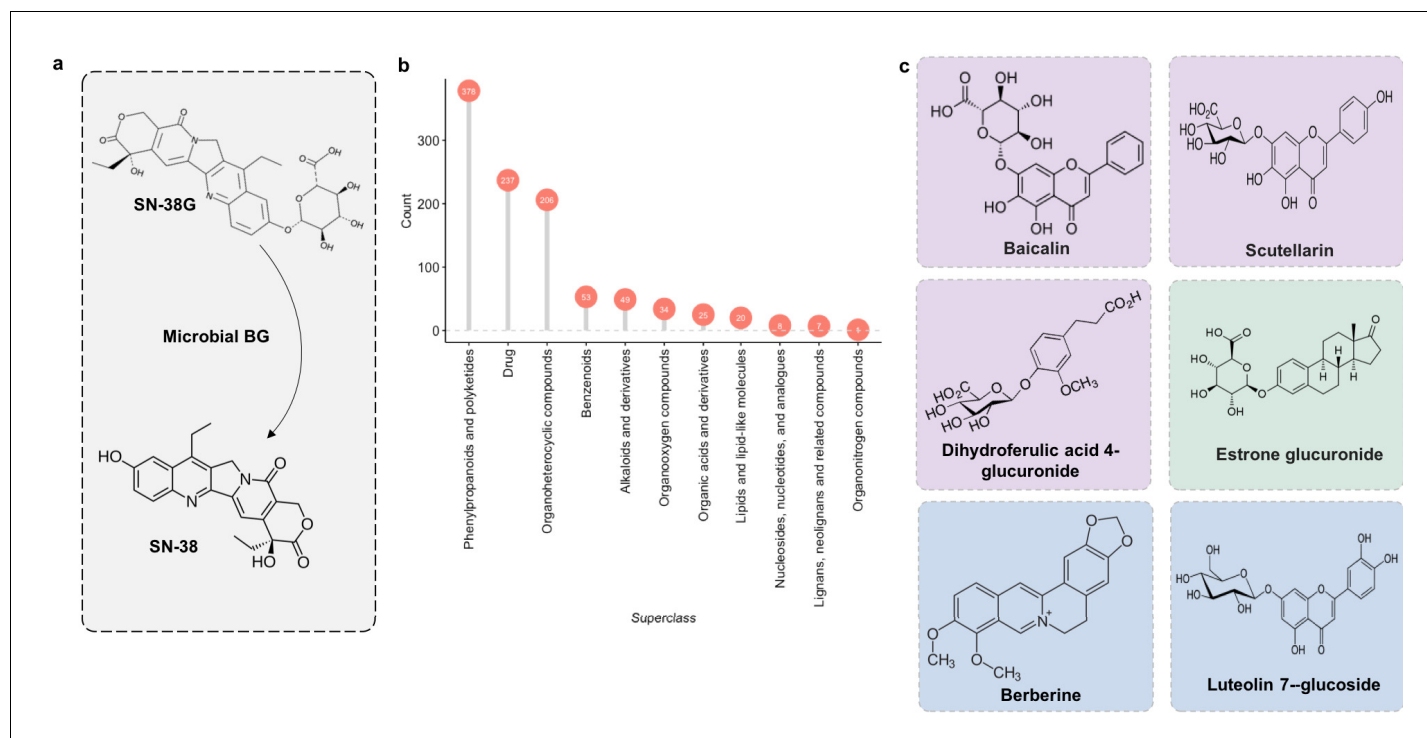 a
SN-38G
Microbial BG
SN-38
b
Count
300
200
100
0
378
237
206
53
49
34
25
20
8
7
Phenylpropanoids and polyketides
Drug
Organoheterocyclic compounds
Benzenoids
Alkaloids and derivatives
Organooxygen compounds
Organic acids and derivatives
Lipids and lipid-like molecules
Nucleosides, nucleotides, and analogues
Lignans, neolignans and related compounds
Organonitrogen compounds
Superclass
c
Baicalin
Scutellarin
Dihydroferulic acid 4-
glucuronide
Estrone glucuronide
Berberine
Luteolin 7--glucoside